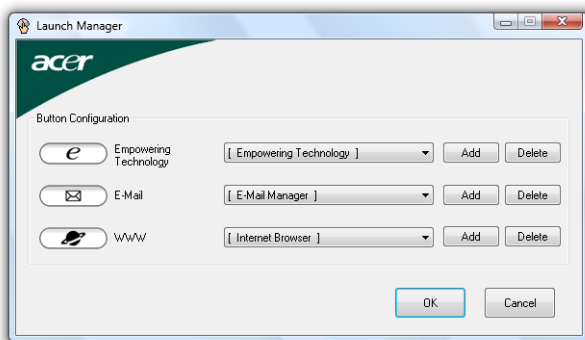 Launch Manager
acer
Button Configuration
e
Empowering
Technology
[ Empowering Technology ]
Add
Delete
E-Mail
[ E-Mail Manager ]
Add
Delete
WWW
[ Internet Browser ]
Add
Delete
OK
Cancel